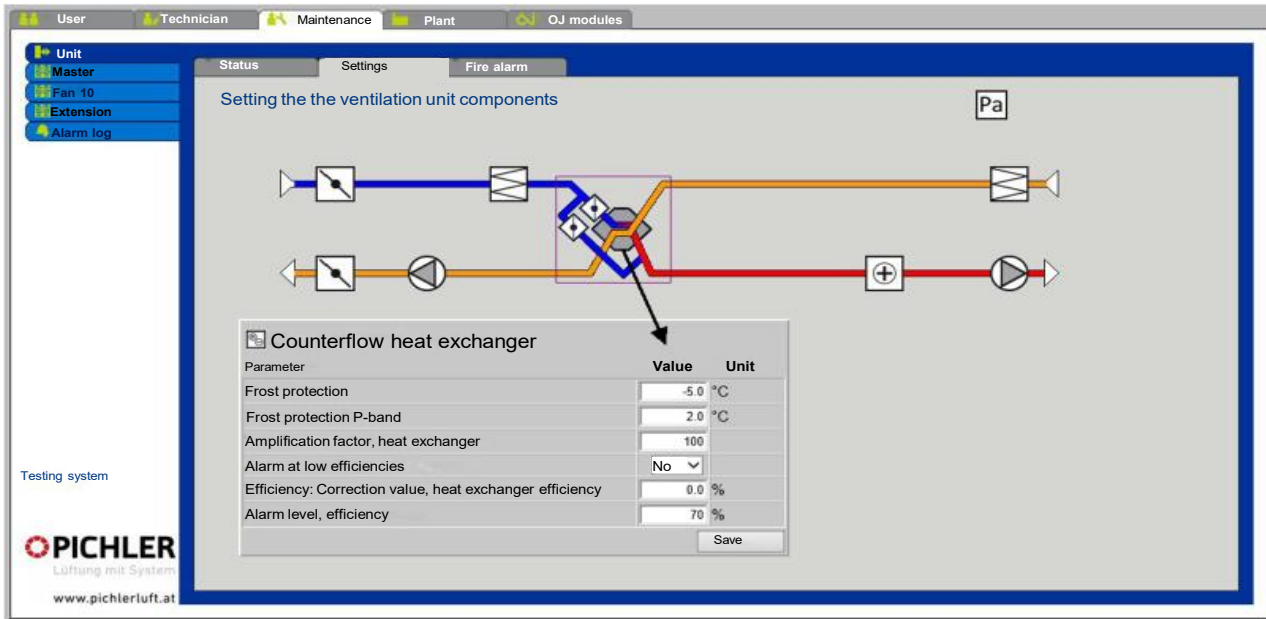 User Technician Maintenance Plant OJ modules
Unit
Master
Fan 10
Extension
Alarm log
Status Settings Fire alarm
Setting the the ventilation unit components
Pa
Counterflow heat exchanger
Parameter Value Unit
Frost protection -5.0 °C
Frost protection P-band 2.0 °C
Amplification factor, heat exchanger 100
Alarm at low efficiencies No
Efficiency: Correction value, heat exchanger efficiency 0.0 %
Alarm level, efficiency 70 %
Save
Testing system
PICHLER
Lüftung mit System
www.pichlerluft.at